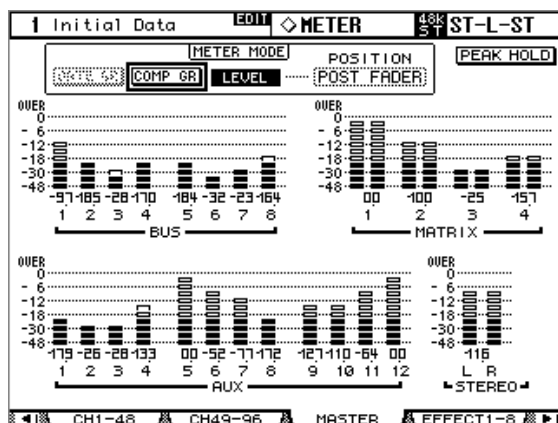 1 Initial Data EDIT ◇METER 48K ST ST-L-ST
METER MODE POSITION PEAK HOLD
GATE GR COMP GR LEVEL POST FADER
OVER OVER
0 0
- 6 - 6
-12 -12
-18 -18
-30 -30
-48 -48
-97 -185 -28 -170 -184 -32 -23 -164 00 -100 -25 -157
1 2 3 4 5 6 7 8 1 2 3 4
BUS MATRIX
OVER OVER
0 0
- 6 - 6
-12 -12
-18 -18
-30 -30
-48 -48
-179 -26 -28 -133 00 -52 -77 -172 -127 -110 -64 00 -116
1 2 3 4 5 6 7 8 9 10 11 12 L R
AUX STEREO
CH1-48 CH49-96 MASTER EFFECT1-8